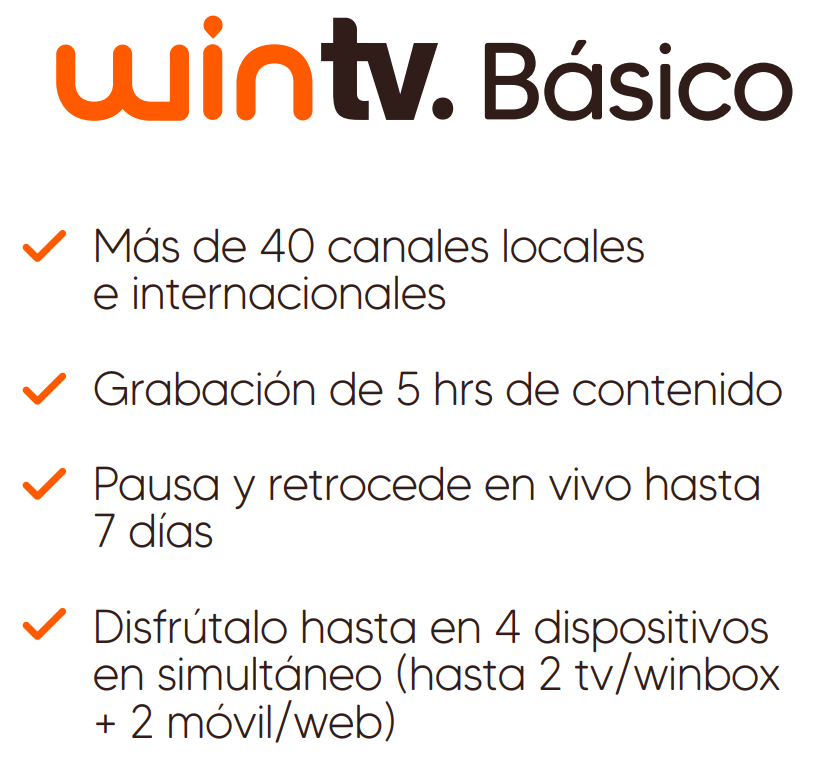 wintv. Básico
Más de 40 canales locales
e internacionales
Grabación de 5 hrs de contenido
Pausa y retrocede en vivo hasta
7 días
Disfrútalo hasta en 4 dispositivos
en simultáneo (hasta 2 tv/winbox
+ 2 móvil/web)